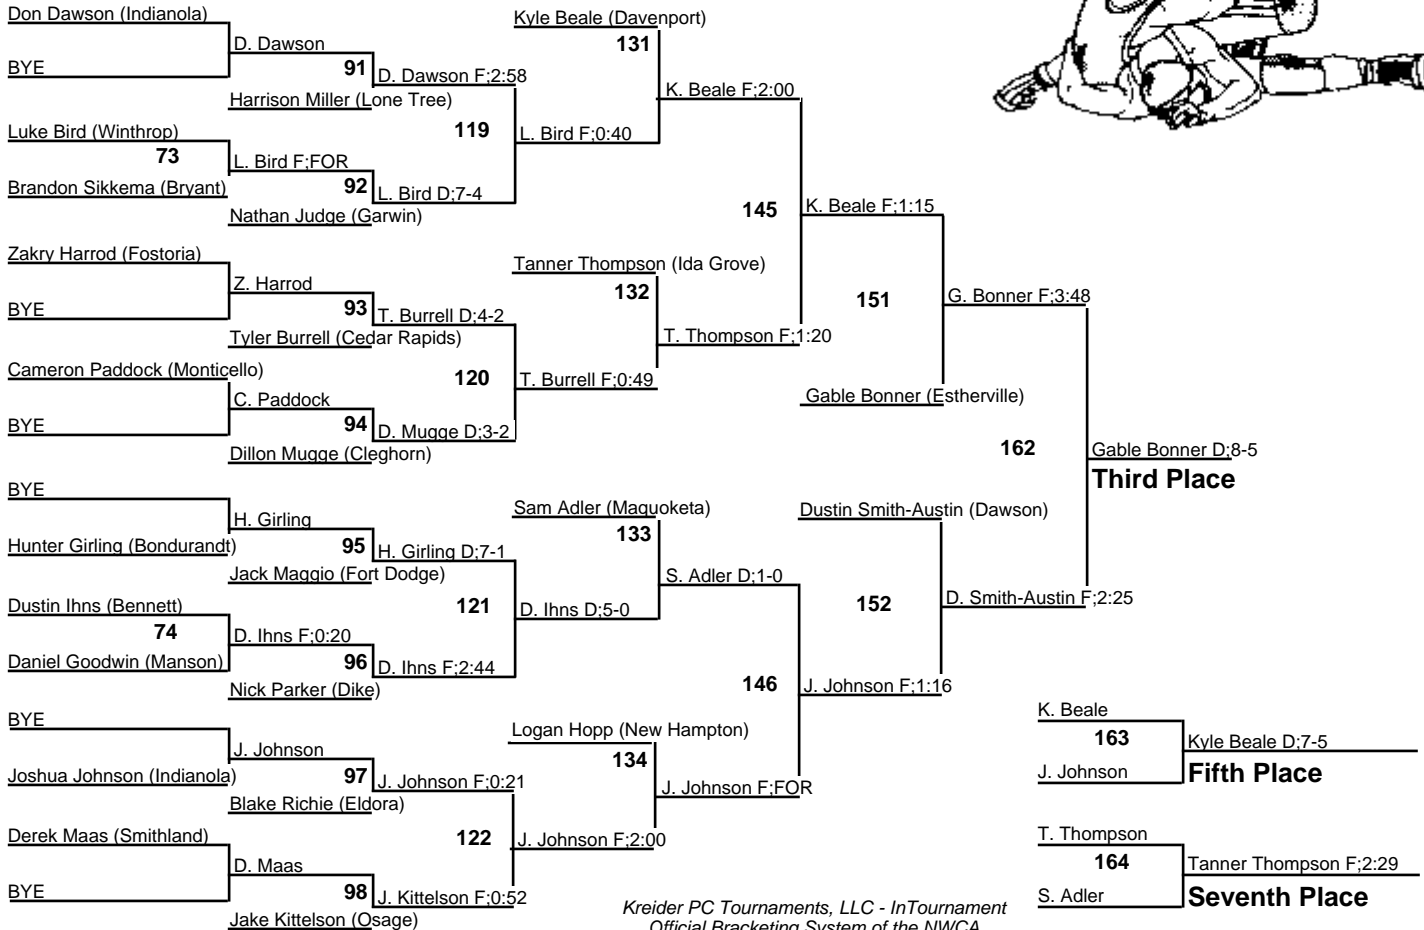 Don Dawson (Indianola)
BYE
D. Dawson
91
Harrison Miller (Lone Tree)
D. Dawson F;2:58
Luke Bird (Winthrop)
73
Brandon Sikkema (Bryant)
L. Bird F;FOR
92
Nathan Judge (Garwin)
L. Bird D;7-4
119
L. Bird F;0:40
Kyle Beale (Davenport)
131
K. Beale F;2:00
Zakry Harrod (Fostoria)
BYE
Z. Harrod
93
Tyler Burrell (Cedar Rapids)
T. Burrell D;4-2
Cameron Paddock (Monticello)
BYE
C. Paddock
94
Dillon Mugge (Cleghorn)
D. Mugge D;3-2
120
T. Burrell F;0:49
Tanner Thompson (Ida Grove)
132
T. Thompson F;1:20
145
K. Beale F;1:15
151
Gable Bonner (Estherville)
G. Bonner F;3:48
BYE
Hunter Girling (Bondurandt)
H. Girling
95
Jack Maggio (Fort Dodge)
H. Girling D;7-1
Dustin Ihns (Bennett)
74
Daniel Goodwin (Manson)
D. Ihns F;0:20
96
Nick Parker (Dike)
D. Ihns F;2:44
121
D. Ihns D;5-0
Sam Adler (Maquoketa)
133
S. Adler D;1-0
BYE
Joshua Johnson (Indianola)
J. Johnson
97
Blake Richie (Eldora)
J. Johnson F;0:21
Derek Maas (Smithland)
BYE
D. Maas
98
Jake Kittelson (Osage)
J. Kittelson F;0:52
122
J. Johnson F;2:00
Logan Hopp (New Hampton)
134
J. Johnson F;FOR
146
J. Johnson F;1:16
Dustin Smith-Austin (Dawson)
152
D. Smith-Austin F;2:25
162
Gable Bonner D;8-5
Third Place
K. Beale
163
J. Johnson
Kyle Beale D;7-5
Fifth Place
T. Thompson
164
S. Adler
Tanner Thompson F;2:29
Seventh Place
Kreider PC Tournaments, LLC - InTournament
Official Bracketing System of the NWCA